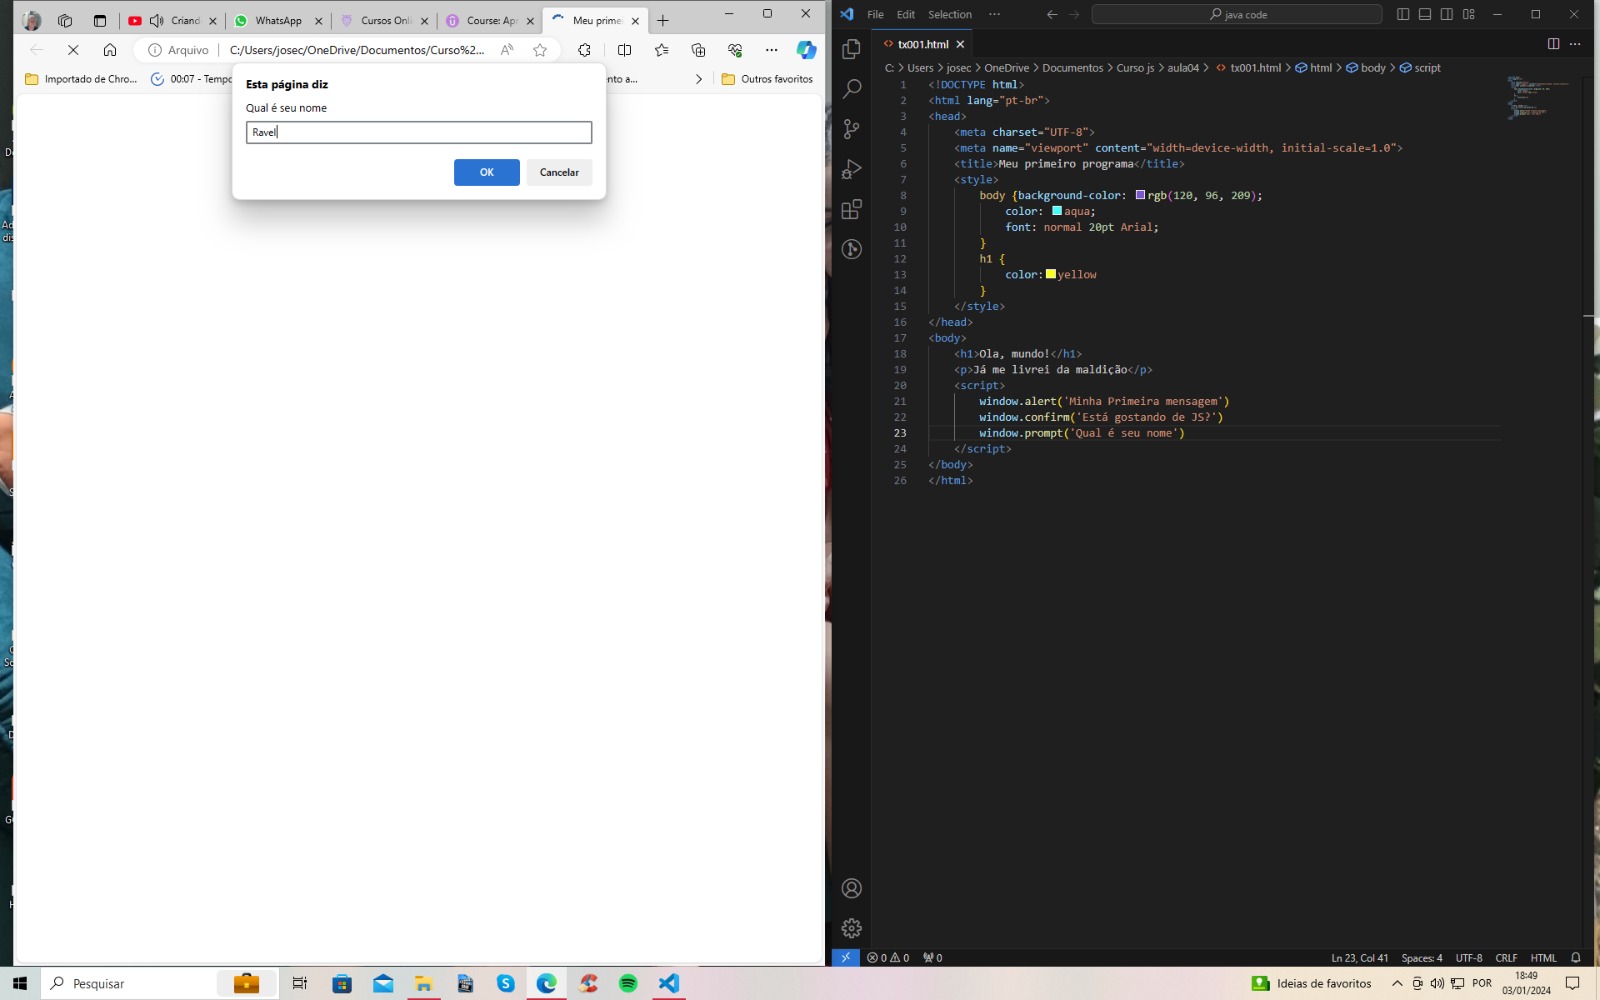 Criand
WhatsApp
Cursos Onli
Course: Apr
Meu prime
Arquivo
C:/Users/josec/OneDrive/Documentos/Curso%2...
Importado de Chro...
00:07 - Tempo
nto a...
Outros favoritos
Esta página diz
Qual é seu nome
Ravel
OK
Cancelar
File Edit Selection ...
java code
tx001.html
C: > Users > josec > OneDrive > Documentos > Curso js > aula04 > tx001.html > html > body > script
1 <!DOCTYPE html>
2 <html lang="pt-br">
3 <head>
4 <meta charset="UTF-8">
5 <meta name="viewport" content="width=device-width, initial-scale=1.0">
6 <title>Meu primeiro programa</title>
7 <style>
8 body {background-color: rgb(120, 96, 209);
9 color: aqua;
10 font: normal 20pt Arial;
11 }
12 h1 {
13 color: yellow
14 }
15 </style>
16 </head>
17 <body>
18 <h1>Ola, mundo!</h1>
19 <p>Já me livrei da maldição</p>
20 <script>
21 window.alert('Minha Primeira mensagem')
22 window.confirm('Está gostando de JS?')
23 window.prompt('Qual é seu nome')
24 </script>
25 </body>
26 </html>
0 0 0
Ln 23, Col 41 Spaces: 4 UTF-8 CRLF HTML
Pesquisar
Ideias de favoritos
POR
18:49
03/01/2024